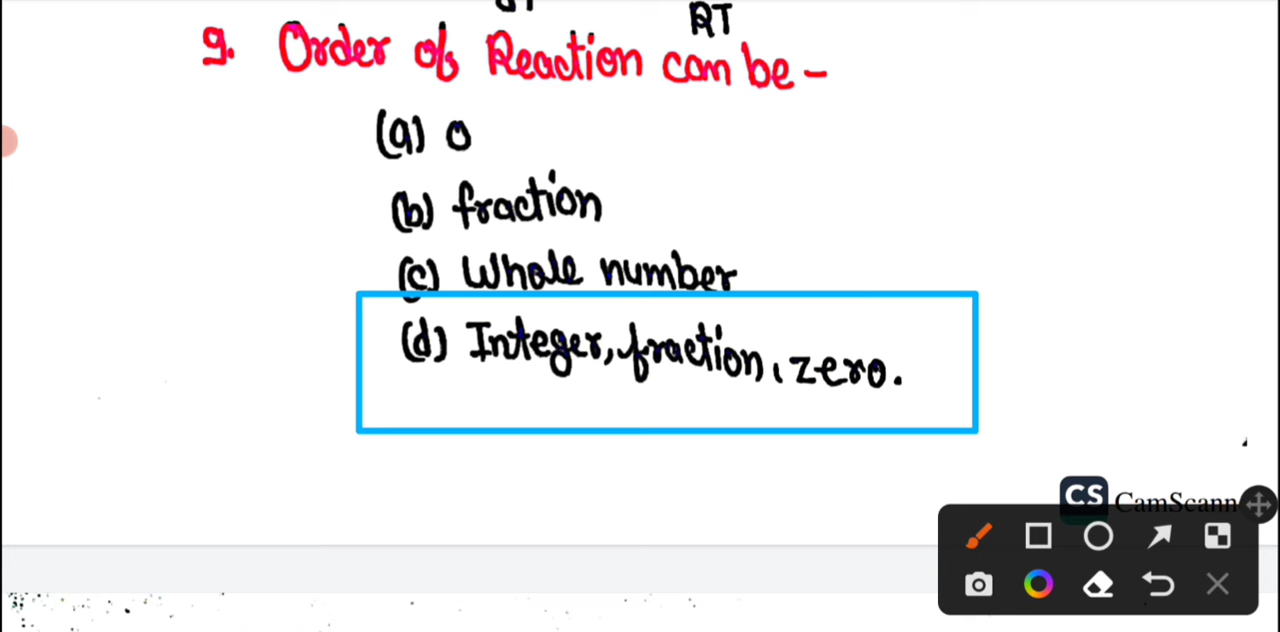 RT
9. Order of Reaction can be -
(a) 0
(b) fraction
(c) Whole number
(d) Integer, fraction, zero.
CS CamScann